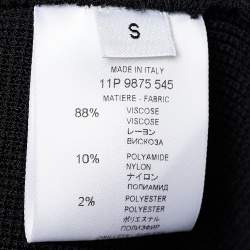 S
MADE IN ITALY
11P 9875 545
MATIERE - FABRIC
88% VISCOSE
VISCOSE
レーヨン
ВИСКОЗА
10% POLYAMIDE
NYLON
ナイロン
ПОЛИАМИД
2% POLYESTER
POLYESTER
ポリエステル
ПОЛИЭФИР